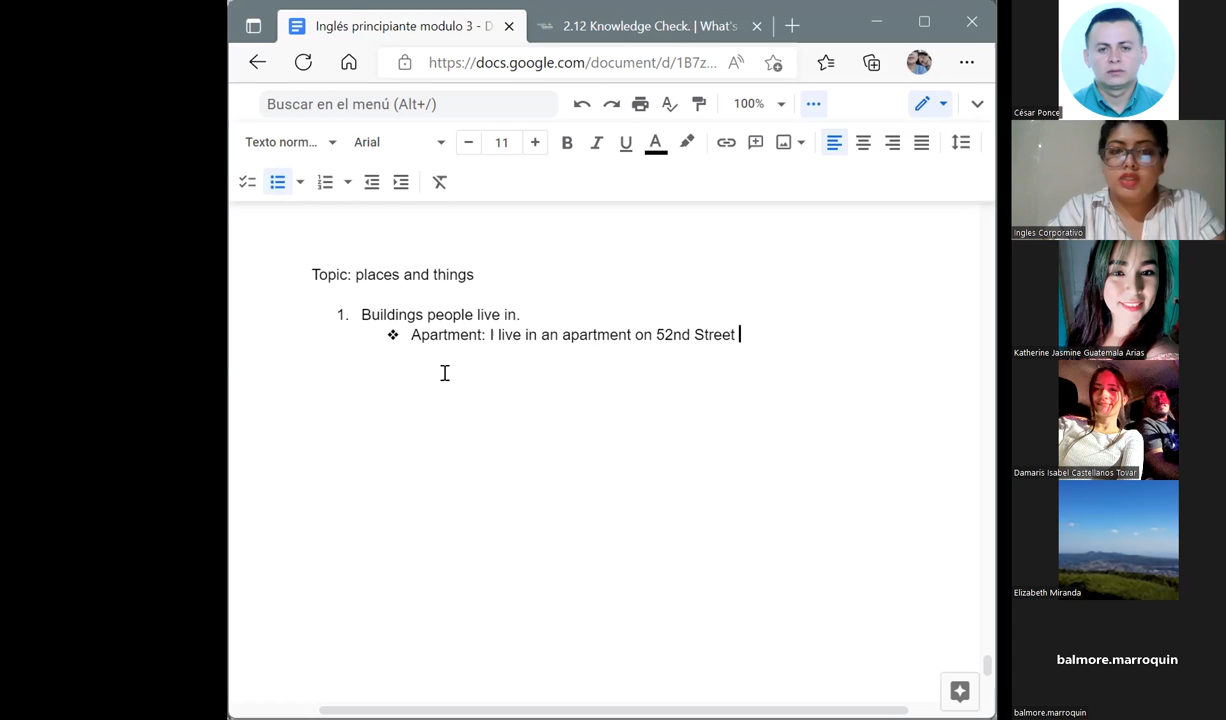 Inglés principiante modulo 3 - D
2.12 Knowledge Check. | What's
https://docs.google.com/document/d/1B7z...
Buscar en el menú (Alt+/)
100%
Texto norm...
Arial
11
Topic: places and things
1. Buildings people live in.
❖ Apartment: I live in an apartment on 52nd Street
César Ponce
Ingles Corporativo
Katherine Jasmine Guatemala Arias
Damaris Isabel Castellanos Tovar
Elizabeth Miranda
balmore.marroquin
balmore.marroquin